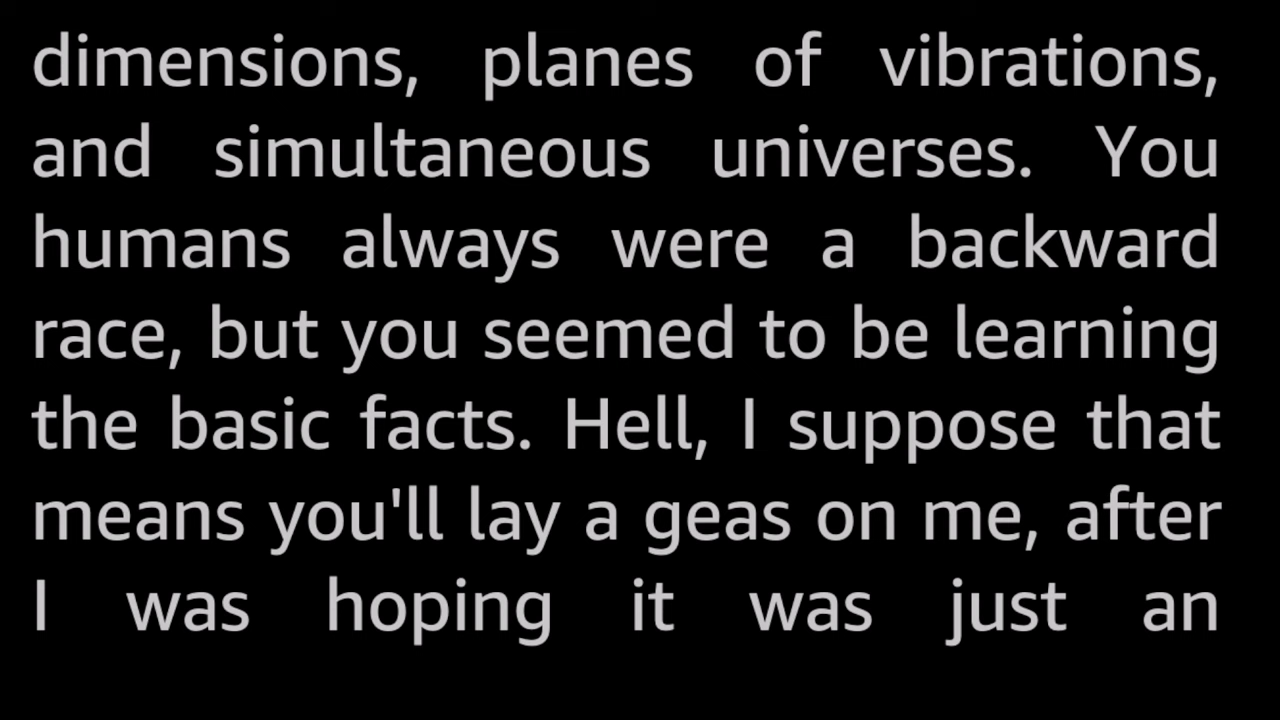 dimensions, planes of vibrations,
and simultaneous universes. You
humans always were a backward
race, but you seemed to be learning
the basic facts. Hell, I suppose that
means you'll lay a geas on me, after
I was hoping it was just an